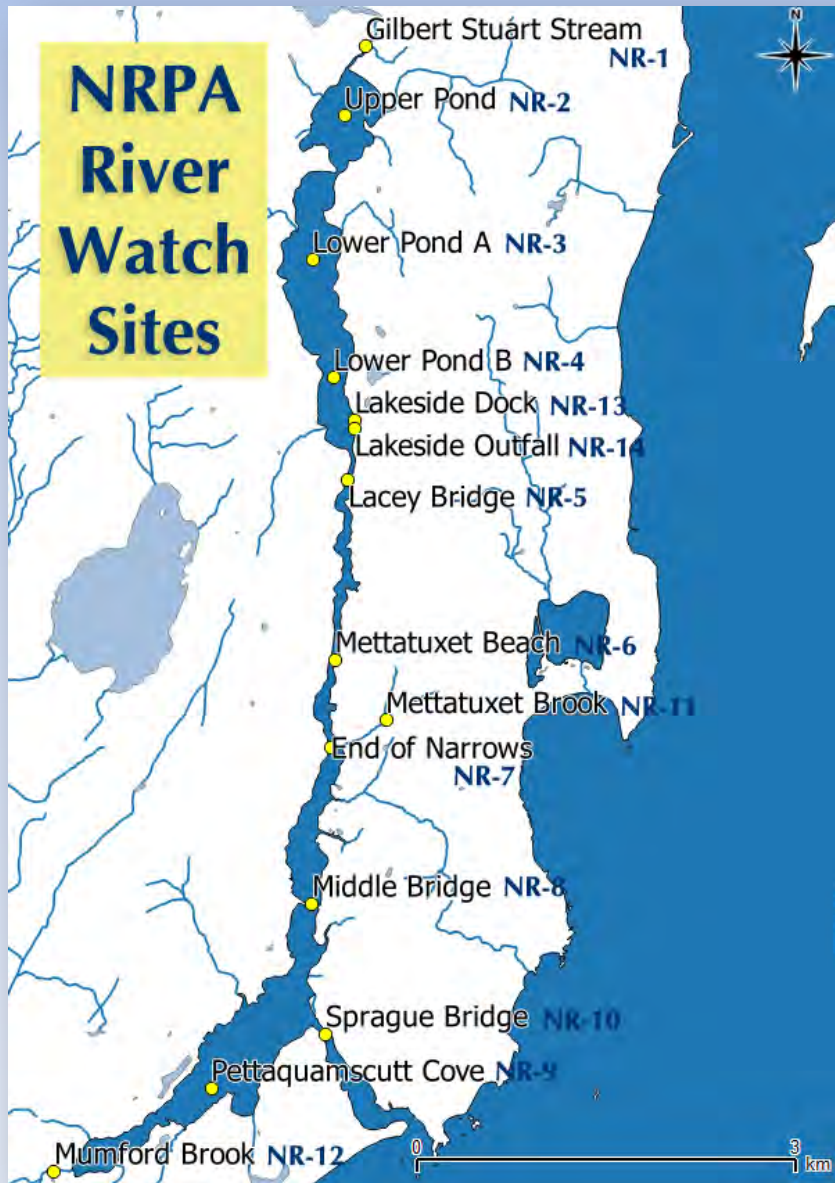 N
NRPA
River
Watch
Sites
Gilbert Stuart Stream
NR-1
Upper Pond NR-2
Lower Pond A NR-3
Lower Pond B NR-4
Lakeside Dock NR-13
Lakeside Outfall NR-14
Lacey Bridge NR-5
Mettatuxet Beach NR-6
Mettatuxet Brook NR-11
End of Narrows
NR-7
Middle Bridge NR-8
Sprague Bridge NR-10
Pettaquamscutt Cove NR-9
Mumford Brook NR-12
0 3
km